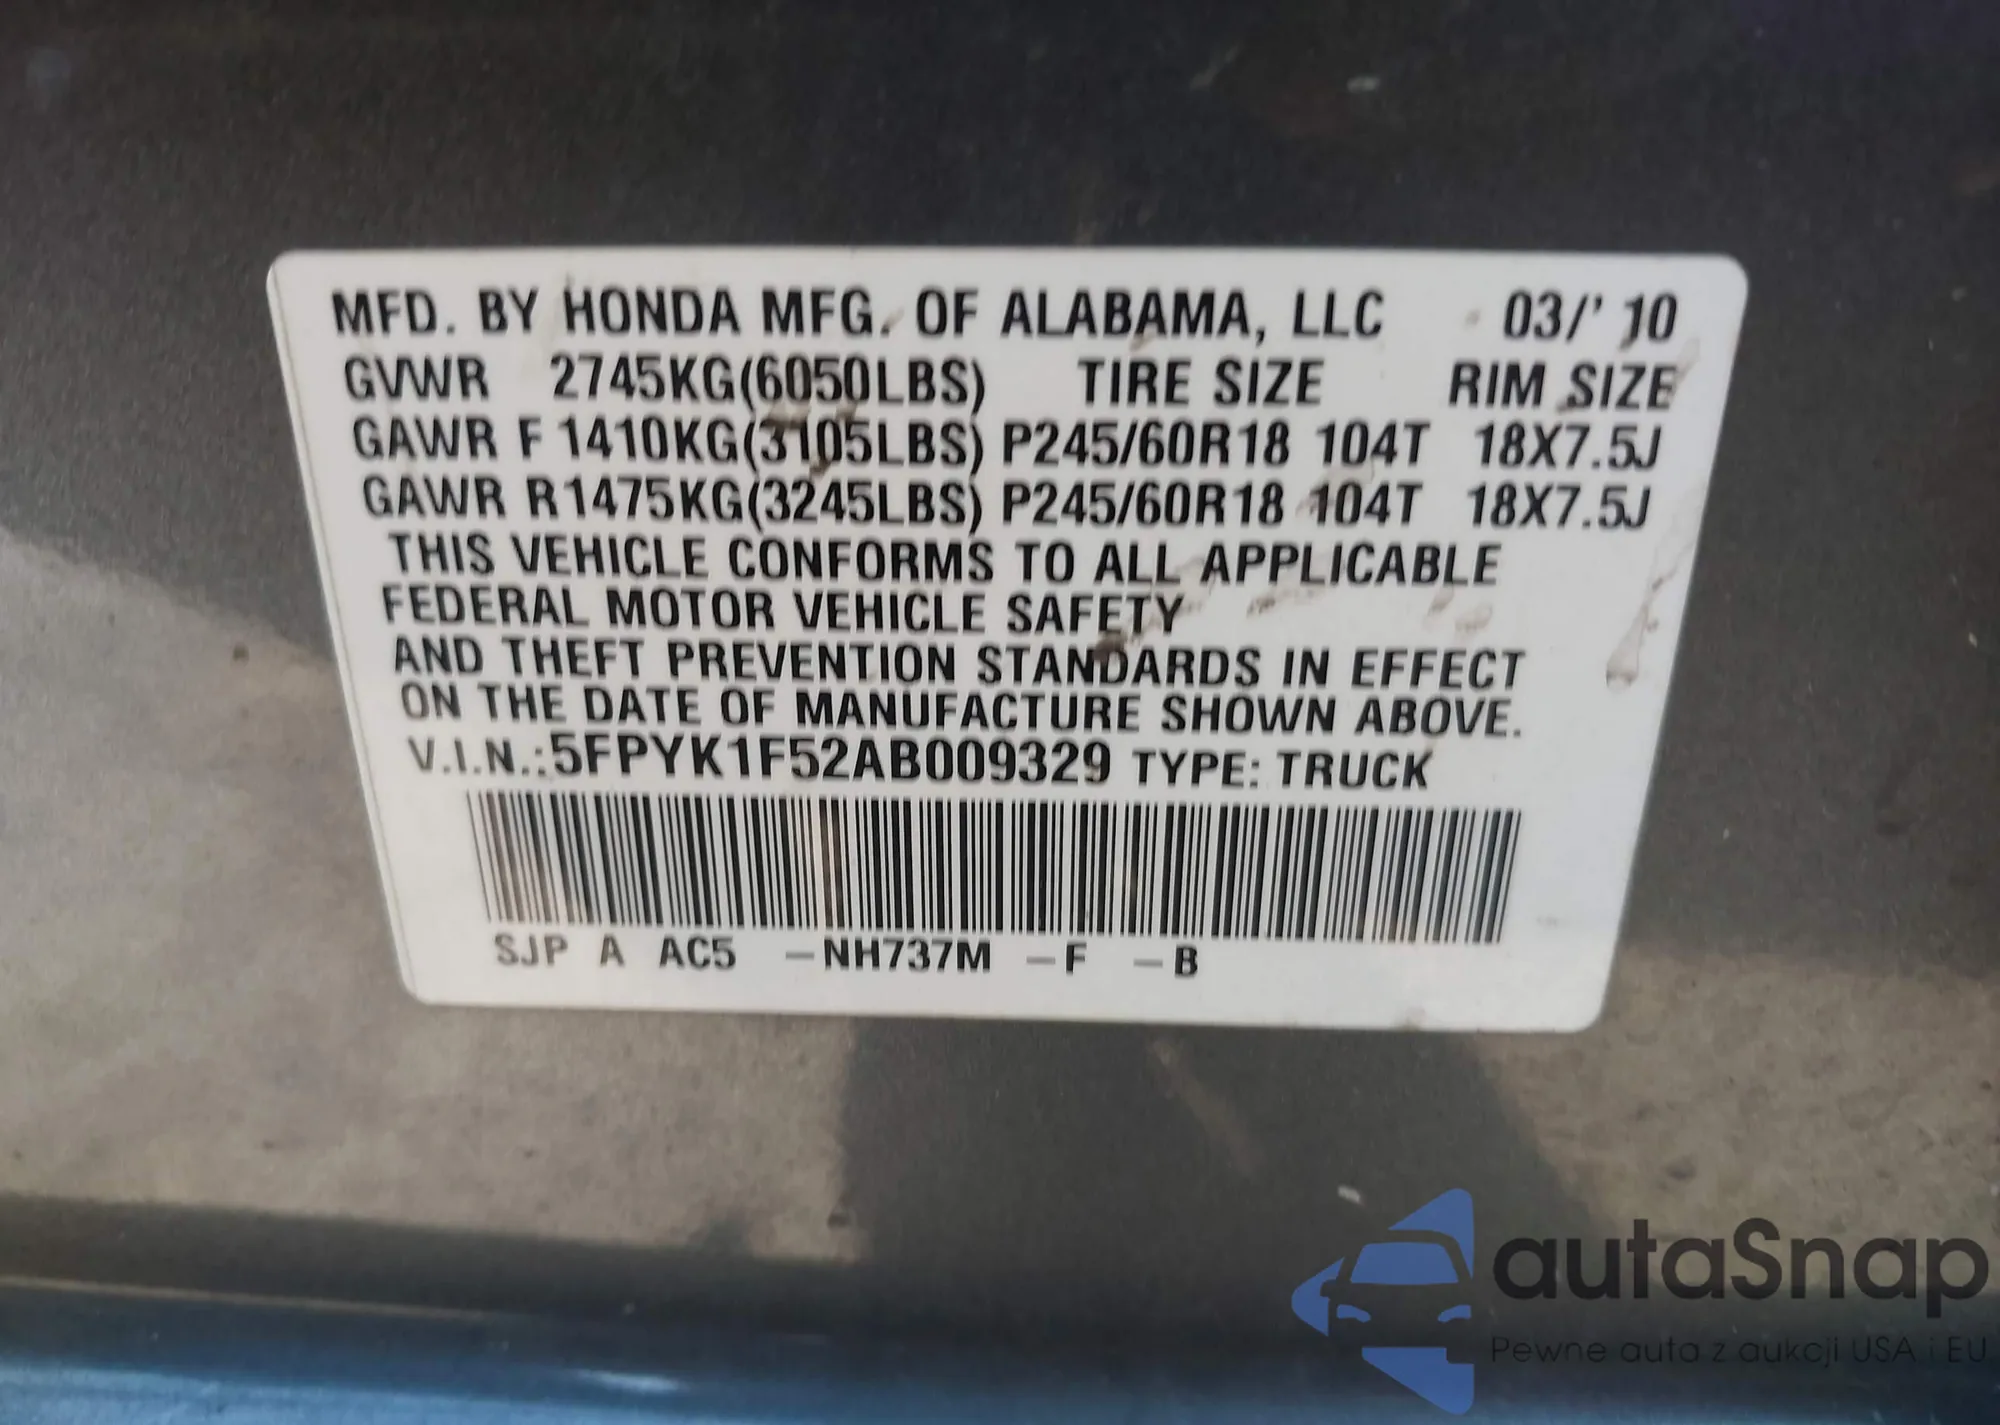 MFD. BY HONDA MFG. OF ALABAMA, LLC 03/' 10
GVWR 2745KG(6050LBS) TIRE SIZE RIM SIZE
GAWR F 1410KG(3105LBS) P245/60R18 104T 18X7.5J
GAWR R 1475KG(3245LBS) P245/60R18 104T 18X7.5J
THIS VEHICLE CONFORMS TO ALL APPLICABLE
FEDERAL MOTOR VEHICLE SAFETY
AND THEFT PREVENTION STANDARDS IN EFFECT
ON THE DATE OF MANUFACTURE SHOWN ABOVE.
V.I.N.:5FPYK1F52AB009329 TYPE: TRUCK
SJP A AC5 –NH737M –F –B
autaSnap
Pewne auta z aukcji USA i EU